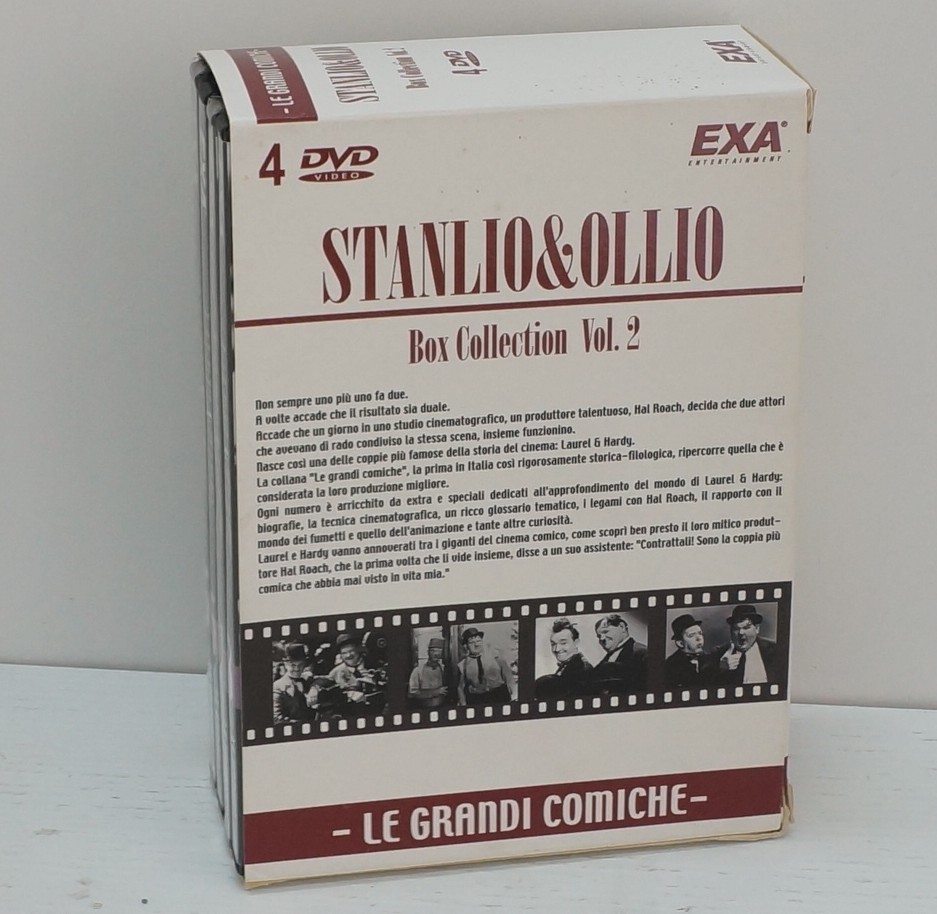 - LE GRANDI COMICHE -
STANLIO&OLLIO
Box Collection Vol. 2
4 DVD
EXA
4 DVD
VIDEO
EXA®
ENTERTAINMENT
STANLIO&OLLIO
Box Collection Vol. 2
Non sempre uno più uno fa due.
A volte accade che il risultato sia duale.
Accade che un giorno in uno studio cinematografico, un produttore talentuoso, Hal Roach, decida che due attori
che avevano di rado condiviso la stessa scena, insieme funzionino.
Nasce così una delle coppie più famose della storia del cinema: Laurel & Hardy.
La collana "Le grandi comiche", la prima in Italia così rigorosamente storica-filologica, ripercorre quella che è
considerata la loro produzione migliore.
Ogni numero è arricchito da extra e speciali dedicati all'approfondimento del mondo di Laurel & Hardy:
biografie, la tecnica cinematografica, un ricco glossario tematico, i legami con Hal Roach, il rapporto con il
mondo dei fumetti e quello dell'animazione e tante altre curiosità.
Laurel e Hardy vanno annoverati tra i giganti del cinema comico, come scoprì ben presto il loro mitico produt-
tore Hal Roach, che la prima volta che li vide insieme, disse a un suo assistente: "Contrattali! Sono la coppia più
comica che abbia mai visto in vita mia."
- LE GRANDI COMICHE-